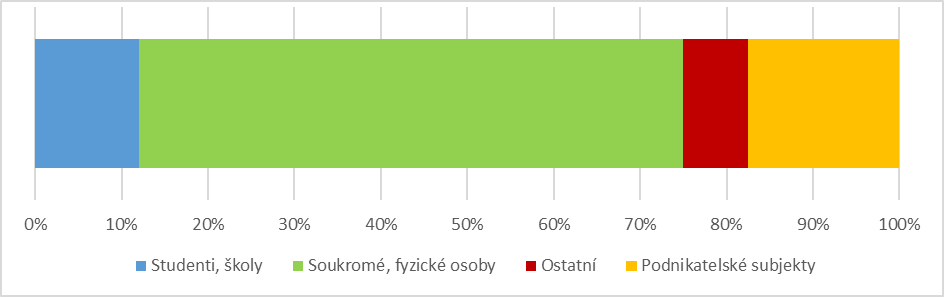 0% 10% 20% 30% 40% 50% 60% 70% 80% 90% 100%
Studenti, školy Soukromé, fyzické osoby Ostatní Podnikatelské subjekty